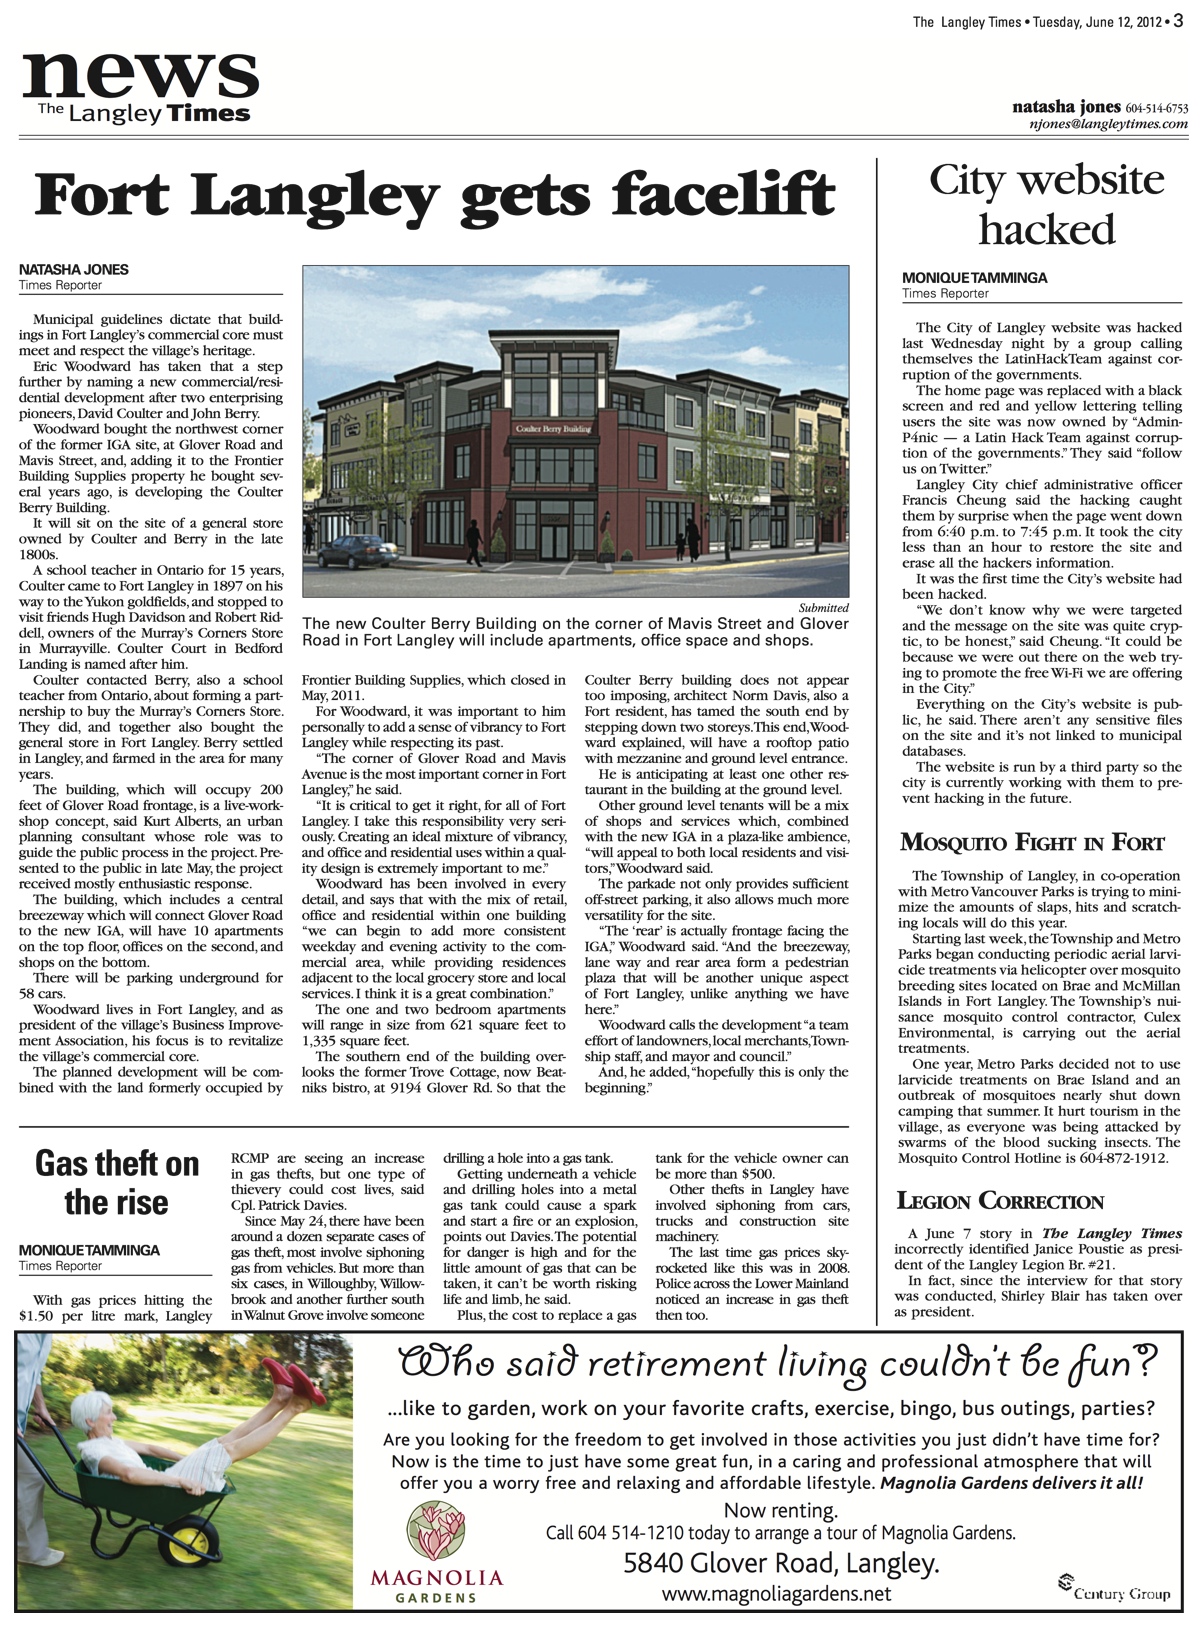 The Langley Times • Tuesday, June 12, 2012 • 3
news
The Langley Times
natasha jones 604-514-6753
njones@langleytimes.com
Fort Langley gets facelift
NATASHA JONES
Times Reporter
Municipal guidelines dictate that build-
ings in Fort Langley's commercial core must
meet and respect the village's heritage.
Eric Woodward has taken that a step
further by naming a new commercial/resi-
dential development after two enterprising
pioneers, David Coulter and John Berry.
Woodward bought the northwest corner
of the former IGA site, at Glover Road and
Mavis Street, and, adding it to the Frontier
Building Supplies property he bought sev-
eral years ago, is developing the Coulter
Berry Building.
It will sit on the site of a general store
owned by Coulter and Berry in the late
1800s.
A school teacher in Ontario for 15 years,
Coulter came to Fort Langley in 1897 on his
way to the Yukon goldfields, and stopped to
visit friends Hugh Davidson and Robert Rid-
dell, owners of the Murray's Corners Store
in Murrayville. Coulter Court in Bedford
Landing is named after him.
Coulter contacted Berry, also a school
teacher from Ontario, about forming a part-
nership to buy the Murray's Corners Store.
They did, and together also bought the
general store in Fort Langley. Berry settled
in Langley, and farmed in the area for many
years.
The building, which will occupy 200
feet of Glover Road frontage, is a live-work-
shop concept, said Kurt Alberts, an urban
planning consultant whose role was to
guide the public process in the project. Pre-
sented to the public in late May, the project
received mostly enthusiastic response.
The building, which includes a central
breezeway which will connect Glover Road
to the new IGA, will have 10 apartments
on the top floor, offices on the second, and
shops on the bottom.
There will be parking underground for
58 cars.
Woodward lives in Fort Langley, and as
president of the village's Business Improve-
ment Association, his focus is to revitalize
the village's commercial core.
The planned development will be com-
bined with the land formerly occupied by
Coulter Berry Building
Submitted
The new Coulter Berry Building on the corner of Mavis Street and Glover
Road in Fort Langley will include apartments, office space and shops.
Frontier Building Supplies, which closed in
May, 2011.
For Woodward, it was important to him
personally to add a sense of vibrancy to Fort
Langley while respecting its past.
"The corner of Glover Road and Mavis
Avenue is the most important corner in Fort
Langley," he said.
"It is critical to get it right, for all of Fort
Langley. I take this responsibility very seri-
ously. Creating an ideal mixture of vibrancy,
and office and residential uses within a qual-
ity design is extremely important to me."
Woodward has been involved in every
detail, and says that with the mix of retail,
office and residential within one building
"we can begin to add more consistent
weekday and evening activity to the com-
mercial area, while providing residences
adjacent to the local grocery store and local
services. I think it is a great combination."
The one and two bedroom apartments
will range in size from 621 square feet to
1,335 square feet.
The southern end of the building over-
looks the former Trove Cottage, now Beat-
niks bistro, at 9194 Glover Rd. So that the
Coulter Berry building does not appear
too imposing, architect Norm Davis, also a
Fort resident, has tamed the south end by
stepping down two storeys. This end, Wood-
ward explained, will have a rooftop patio
with mezzanine and ground level entrance.
He is anticipating at least one other res-
taurant in the building at the ground level.
Other ground level tenants will be a mix
of shops and services which, combined
with the new IGA in a plaza-like ambience,
"will appeal to both local residents and visi-
tors," Woodward said.
The parkade not only provides sufficient
off-street parking, it also allows much more
versatility for the site.
"The 'rear' is actually frontage facing the
IGA," Woodward said. "And the breezeway,
lane way and rear area form a pedestrian
plaza that will be another unique aspect
of Fort Langley, unlike anything we have
here."
Woodward calls the development "a team
effort of landowners, local merchants, Town-
ship staff, and mayor and council."
And, he added, "hopefully this is only the
beginning."
City website
hacked
MONIQUE TAMMINGA
Times Reporter
The City of Langley website was hacked
last Wednesday night by a group calling
themselves the LatinHackTeam against cor-
ruption of the governments.
The home page was replaced with a black
screen and red and yellow lettering telling
users the site was now owned by "Admin-
P4nic — a Latin Hack Team against corrup-
tion of the governments." They said "follow
us on Twitter."
Langley City chief administrative officer
Francis Cheung said the hacking caught
them by surprise when the page went down
from 6:40 p.m. to 7:45 p.m. It took the city
less than an hour to restore the site and
erase all the hackers information.
It was the first time the City's website had
been hacked.
"We don't know why we were targeted
and the message on the site was quite cryp-
tic, to be honest," said Cheung. "It could be
because we were out there on the web try-
ing to promote the free Wi-Fi we are offering
in the City."
Everything on the City's website is pub-
lic, he said. There aren't any sensitive files
on the site and it's not linked to municipal
databases.
The website is run by a third party so the
city is currently working with them to pre-
vent hacking in the future.
MOSQUITO FIGHT IN FORT
The Township of Langley, in co-operation
with Metro Vancouver Parks is trying to mini-
mize the amounts of slaps, hits and scratch-
ing locals will do this year.
Starting last week, the Township and Metro
Parks began conducting periodic aerial larvi-
cide treatments via helicopter over mosquito
breeding sites located on Brae and McMillan
Islands in Fort Langley. The Township's nui-
sance mosquito control contractor, Culex
Environmental, is carrying out the aerial
treatments.
One year, Metro Parks decided not to use
larvicide treatments on Brae Island and an
outbreak of mosquitoes nearly shut down
camping that summer. It hurt tourism in the
village, as everyone was being attacked by
swarms of the blood sucking insects. The
Mosquito Control Hotline is 604-872-1912.
LEGION CORRECTION
A June 7 story in The Langley Times
incorrectly identified Janice Poustie as presi-
dent of the Langley Legion Br. #21.
In fact, since the interview for that story
was conducted, Shirley Blair has taken over
as president.
Gas theft on
the rise
MONIQUE TAMMINGA
Times Reporter
With gas prices hitting the
$1.50 per litre mark, Langley
RCMP are seeing an increase
in gas thefts, but one type of
thievery could cost lives, said
Cpl. Patrick Davies.
Since May 24, there have been
around a dozen separate cases of
gas theft, most involve siphoning
gas from vehicles. But more than
six cases, in Willoughby, Willow-
brook and another further south
in Walnut Grove involve someone
drilling a hole into a gas tank.
Getting underneath a vehicle
and drilling holes into a metal
gas tank could cause a spark
and start a fire or an explosion,
points out Davies. The potential
for danger is high and for the
little amount of gas that can be
taken, it can't be worth risking
life and limb, he said.
Plus, the cost to replace a gas
tank for the vehicle owner can
be more than $500.
Other thefts in Langley have
involved siphoning from cars,
trucks and construction site
machinery.
The last time gas prices sky-
rocketed like this was in 2008.
Police across the Lower Mainland
noticed an increase in gas theft
then too.
Who said retirement living couldn't be fun?
...like to garden, work on your favorite crafts, exercise, bingo, bus outings, parties?
Are you looking for the freedom to get involved in those activities you just didn't have time for?
Now is the time to just have some great fun, in a caring and professional atmosphere that will
offer you a worry free and relaxing and affordable lifestyle. Magnolia Gardens delivers it all!
Now renting.
Call 604 514-1210 today to arrange a tour of Magnolia Gardens.
5840 Glover Road, Langley.
www.magnoliagardens.net
MAGNOLIA
GARDENS
Century Group